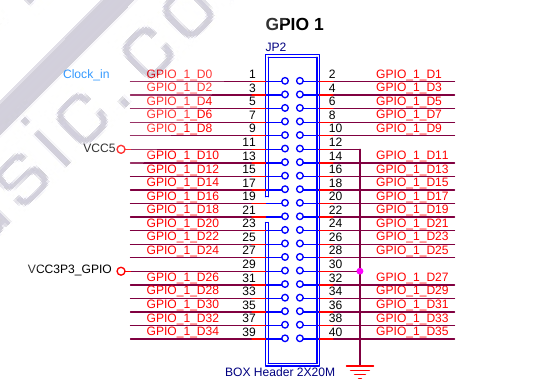 GPIO 1
JP2
Clock_in GPIO_1_D0 1 2 GPIO_1_D1
GPIO_1_D2 3 4 GPIO_1_D3
GPIO_1_D4 5 6 GPIO_1_D5
GPIO_1_D6 7 8 GPIO_1_D7
GPIO_1_D8 9 10 GPIO_1_D9
VCC5 11 12
GPIO_1_D10 13 14 GPIO_1_D11
GPIO_1_D12 15 16 GPIO_1_D13
GPIO_1_D14 17 18 GPIO_1_D15
GPIO_1_D16 19 20 GPIO_1_D17
GPIO_1_D18 21 22 GPIO_1_D19
GPIO_1_D20 23 24 GPIO_1_D21
GPIO_1_D22 25 26 GPIO_1_D23
GPIO_1_D24 27 28 GPIO_1_D25
VCC3P3_GPIO 29 30
GPIO_1_D26 31 32 GPIO_1_D27
GPIO_1_D28 33 34 GPIO_1_D29
GPIO_1_D30 35 36 GPIO_1_D31
GPIO_1_D32 37 38 GPIO_1_D33
GPIO_1_D34 39 40 GPIO_1_D35
BOX Header 2X20M